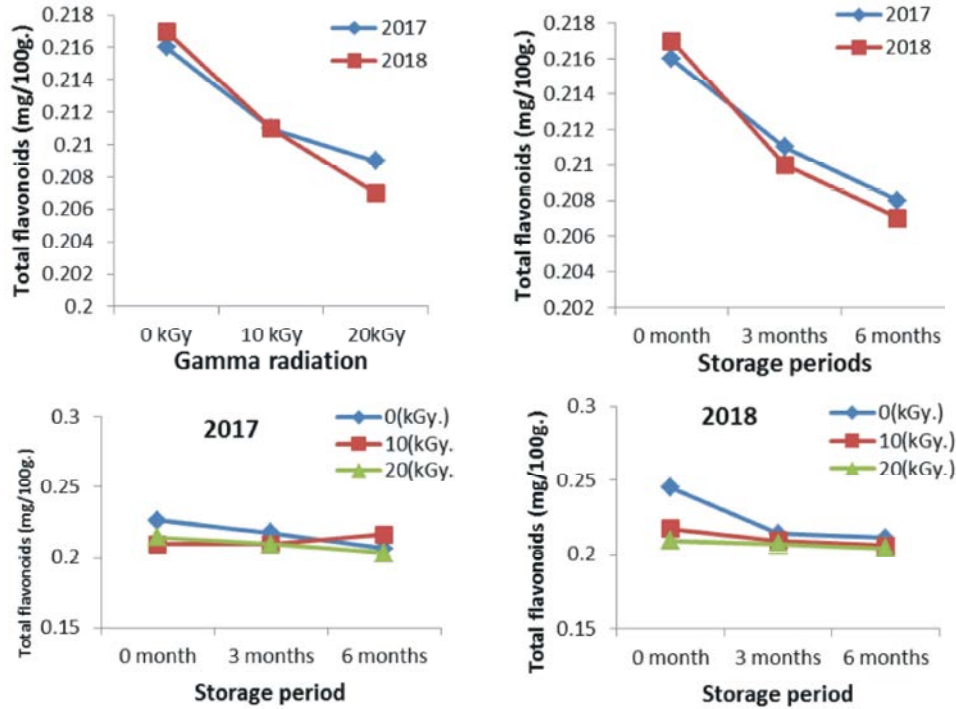 Total flavonoids (mg/100g.)
0.218
0.216
0.214
0.212
0.21
0.208
0.206
0.204
0.202
0.2
2017
2018
0 kGy 10 kGy 20kGy
Gamma radiation
Total flavonoids (mg/100g.)
0.218
0.216
0.214
0.212
0.21
0.208
0.206
0.204
0.202
2017
2018
0 month 3 months 6 months
Storage periods
Total flavonoids (mg/100g.)
0.3
0.25
0.2
0.15
2017
0(kGy.)
10(kGy.
20(kGy.
0 month 3 months 6 months
Storage period
Total flavonoids (mg/100g.)
0.3
0.25
0.2
0.15
2018
0(kGy.)
10(kGy.)
20(kGy.)
0 month 3 months 6 months
Storage period